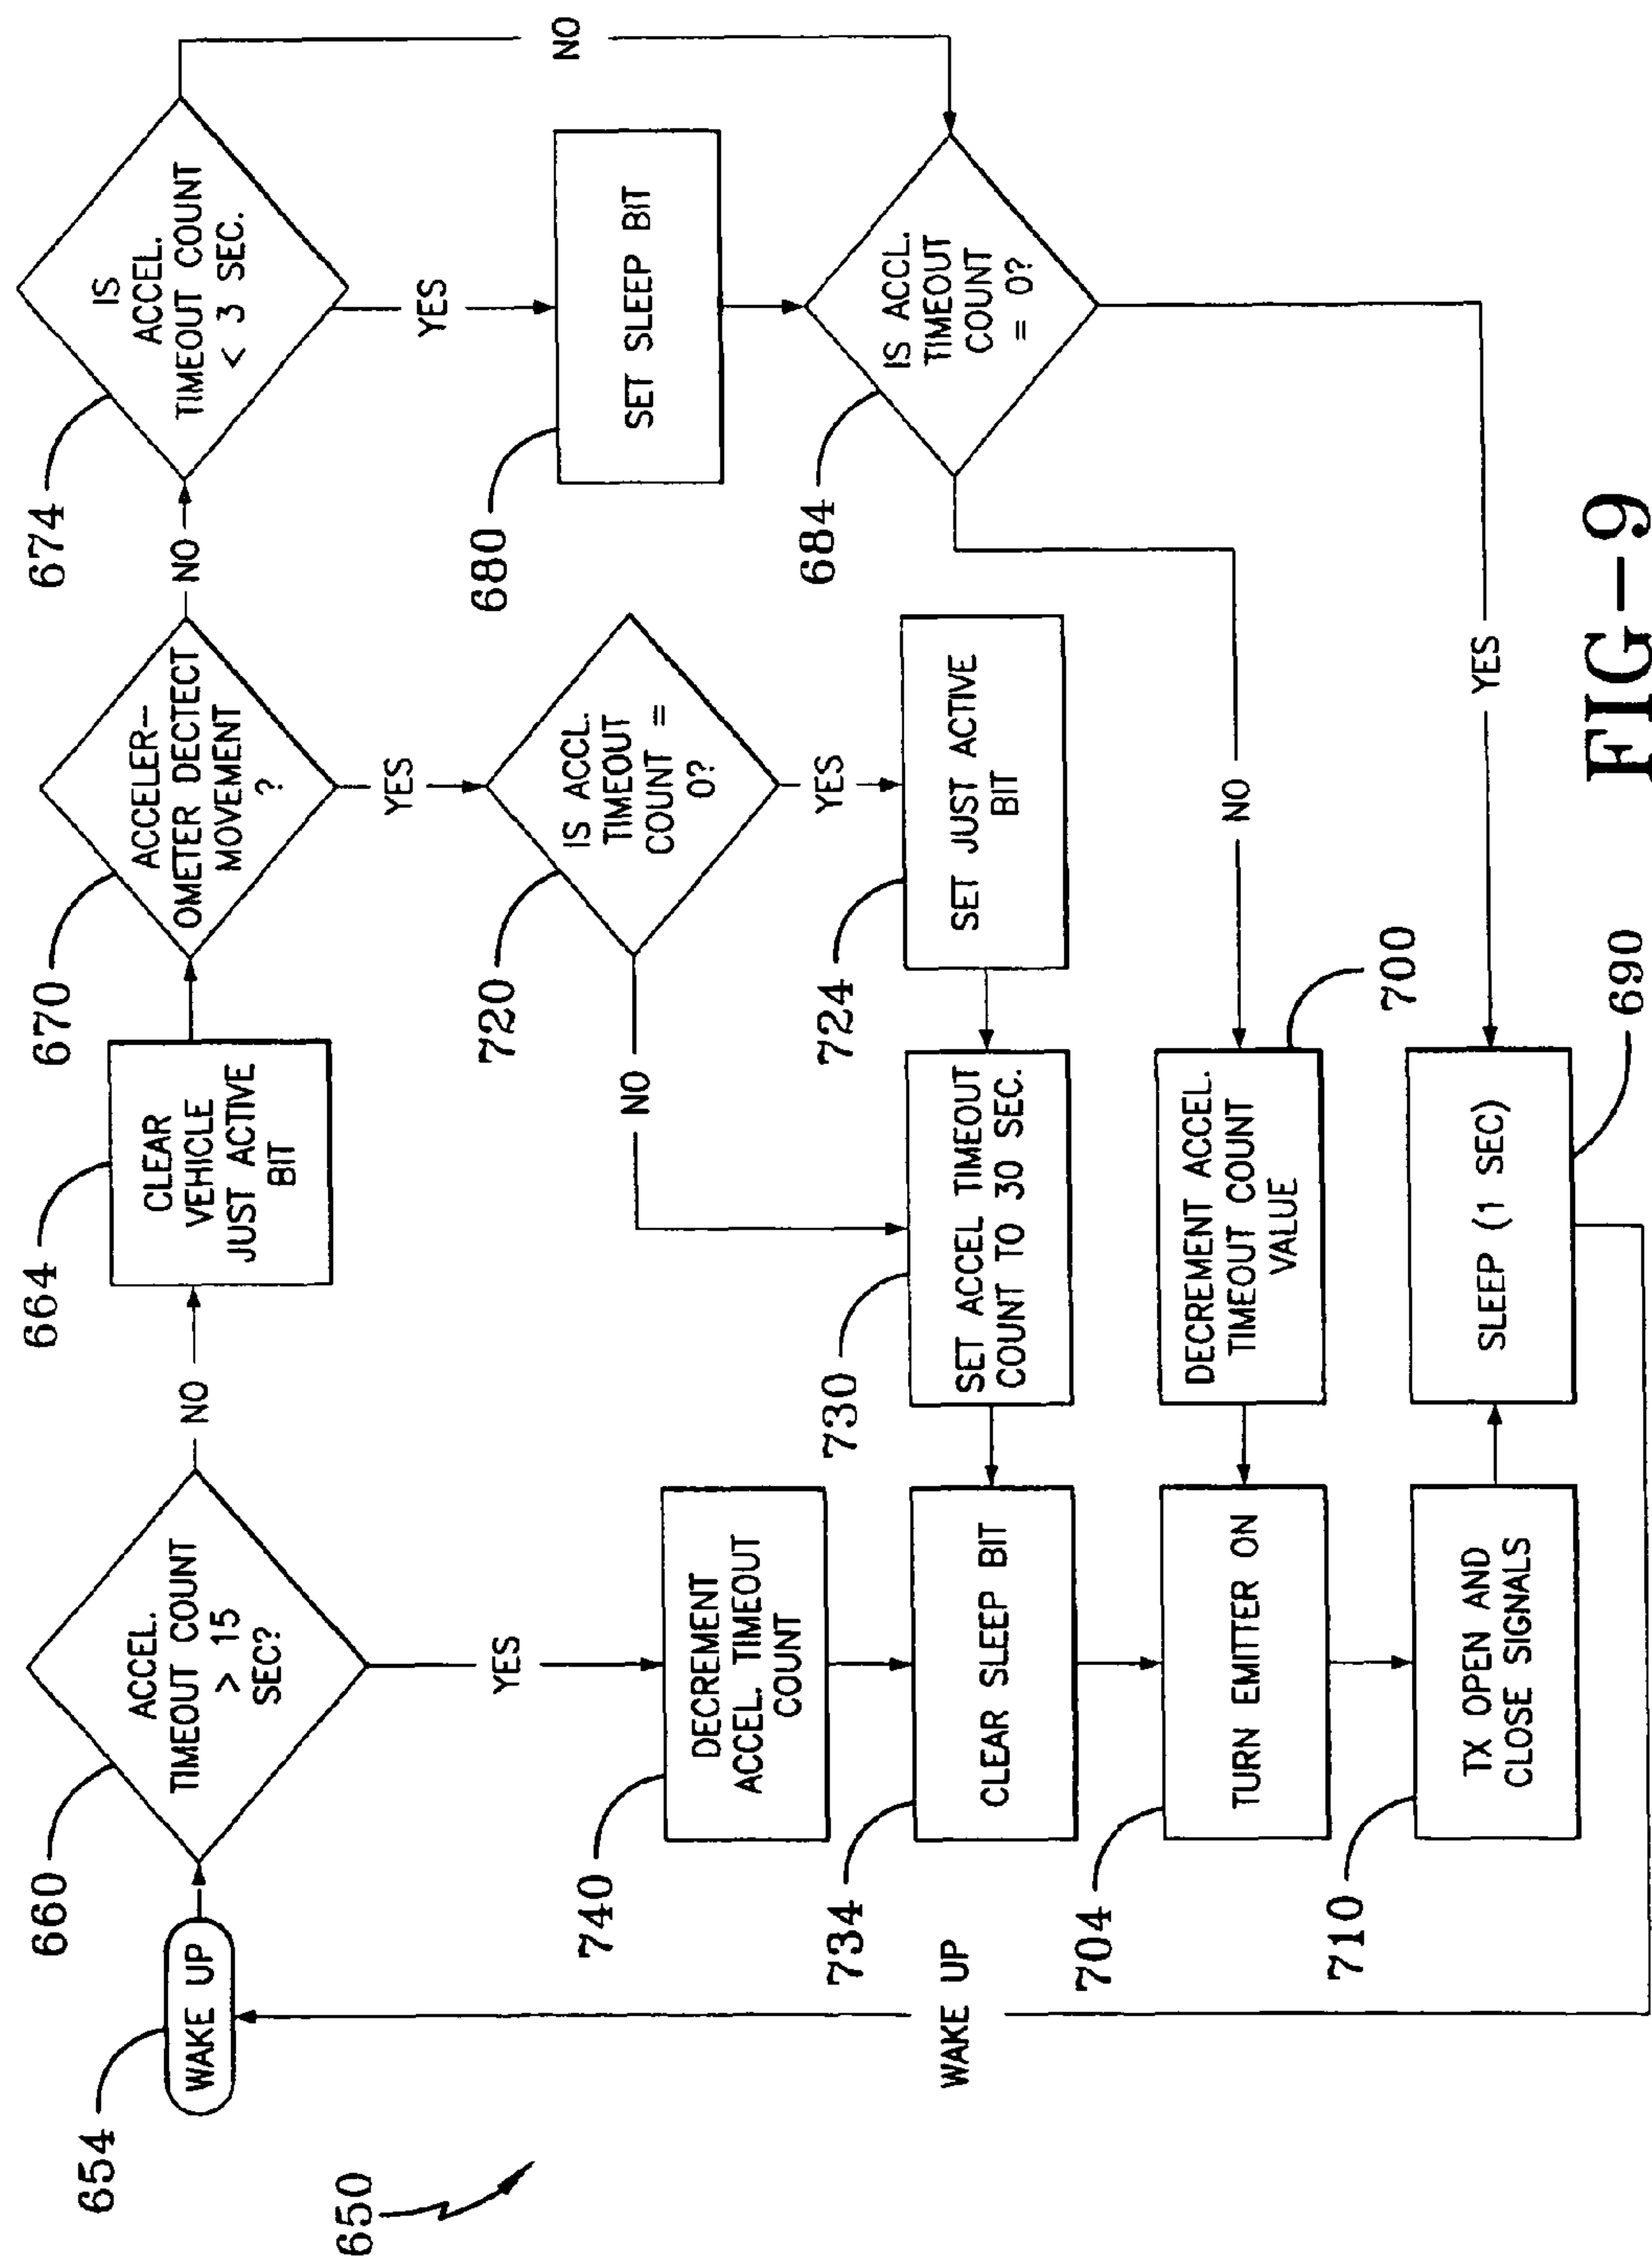 650
654
WAKE UP
660
ACCEL.
TIMEOUT COUNT
> 15
SEC?
NO
664
CLEAR
VEHICLE
JUST ACTIVE
BIT
670
ACCELER-
OMETER DECTECT
MOVEMENT
?
NO
674
IS
ACCEL.
TIMEOUT COUNT
< 3 SEC.
NO
YES
YES
YES
680
SET SLEEP BIT
720
IS ACCL.
TIMEOUT
COUNT =
0?
NO
YES
684
IS ACCL.
TIMEOUT
COUNT
= 0?
NO
YES
740
DECREMENT
ACCEL. TIMEOUT
COUNT
724
SET JUST ACTIVE
BIT
730
SET ACCEL TIMEOUT
COUNT TO 30 SEC.
734
CLEAR SLEEP BIT
700
DECREMENT ACCEL.
TIMEOUT COUNT
VALUE
704
TURN EMITTER ON
710
TX OPEN AND
CLOSE SIGNALS
690
SLEEP (1 SEC)
WAKE UP
FIG-9